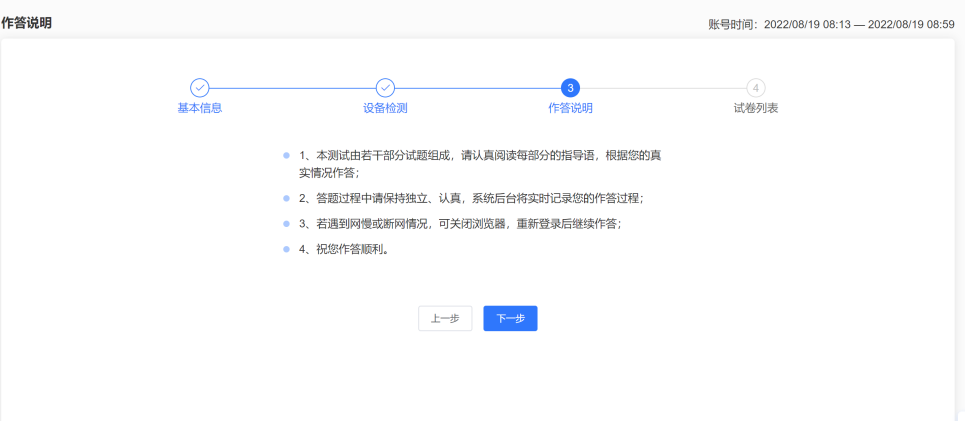 作答说明
账号时间：2022/08/19 08:13 — 2022/08/19 08:59
3
4
基本信息
设备检测
作答说明
试卷列表
1、本测试由若干部分试题组成，请认真阅读每部分的指导语，根据您的真
实情况作答；
2、答题过程中请保持独立、认真，系统后台将实时记录您的作答过程；
3、若遇到网慢或断网情况，可关闭浏览器，重新登录后继续作答；
4、祝您作答顺利。
上一步
下一步